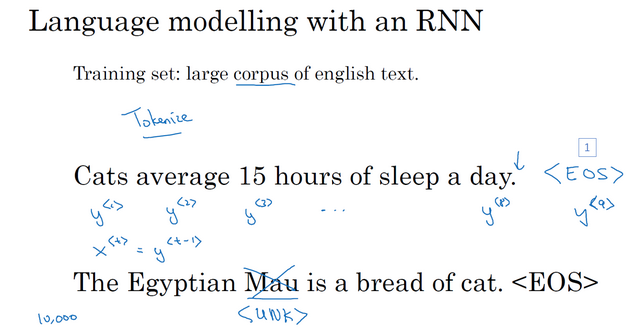 Language modelling with an RNN
Training set: large corpus of english text.
Tokenize
1
Cats average 15 hours of sleep a day. <EOS>
y<1> y<2> y<3> ... y<8> y<9>
x<t> = y<t-1>
The Egyptian Mau is a bread of cat. <EOS>
10,000 <UNK>